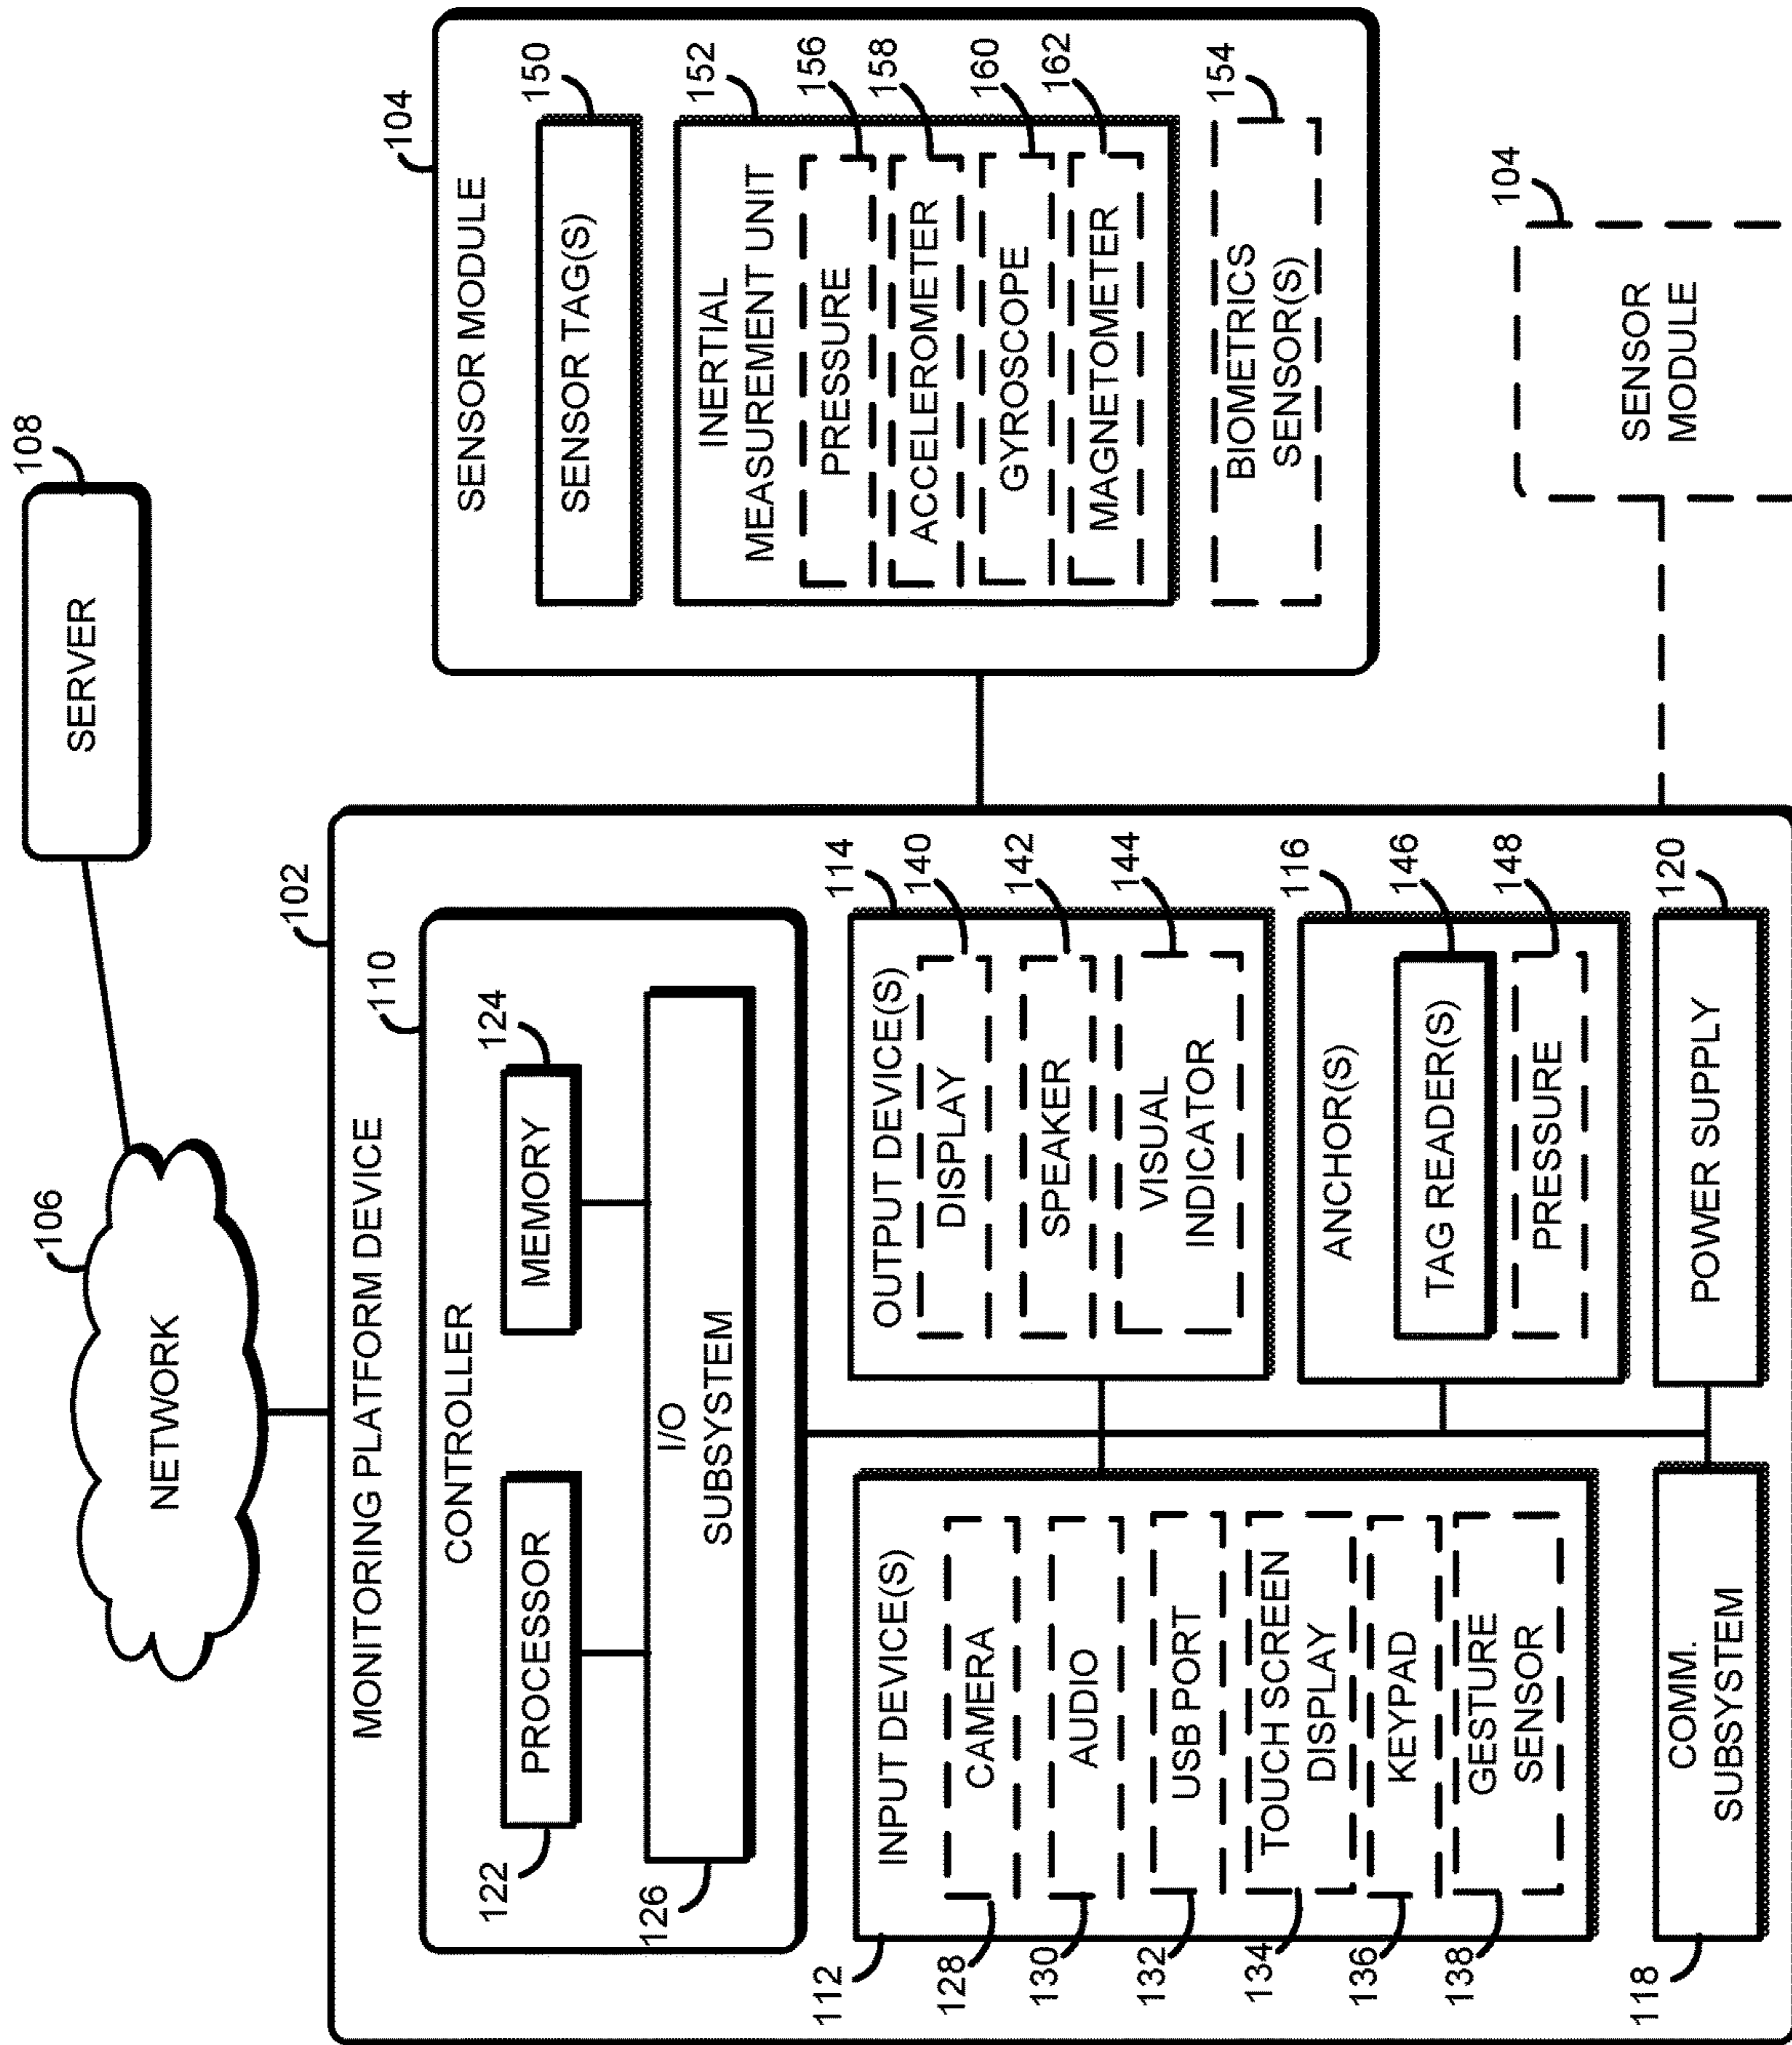 108
SERVER
106
NETWORK
102
MONITORING PLATFORM DEVICE
110
CONTROLLER
122
PROCESSOR
124
MEMORY
126
I/O
SUBSYSTEM
112
INPUT DEVICE(S)
128
CAMERA
130
AUDIO
132
USB PORT
134
TOUCH SCREEN
DISPLAY
136
KEYPAD
138
GESTURE
SENSOR
118
COMM.
SUBSYSTEM
114
OUTPUT DEVICE(S)
140
DISPLAY
142
SPEAKER
144
VISUAL
INDICATOR
116
ANCHOR(S)
146
TAG READER(S)
148
PRESSURE
120
POWER SUPPLY
104
SENSOR MODULE
150
SENSOR TAG(S)
152
INERTIAL
MEASUREMENT UNIT
156
PRESSURE
158
ACCELEROMETER
160
GYROSCOPE
162
MAGNETOMETER
154
BIOMETRICS
SENSOR(S)
104
SENSOR
MODULE